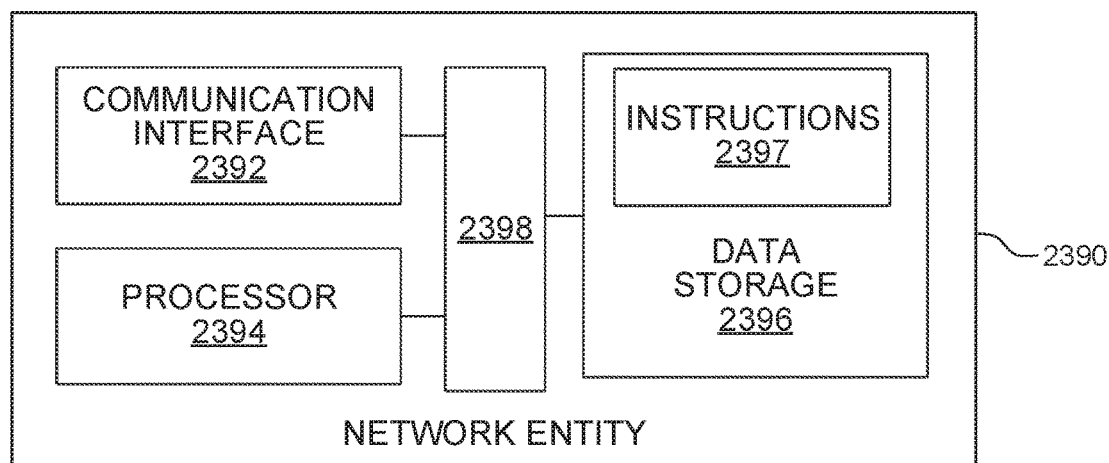 COMMUNICATION
INTERFACE
2392
PROCESSOR
2394
2398
INSTRUCTIONS
2397
DATA
STORAGE
2396
NETWORK ENTITY
2390